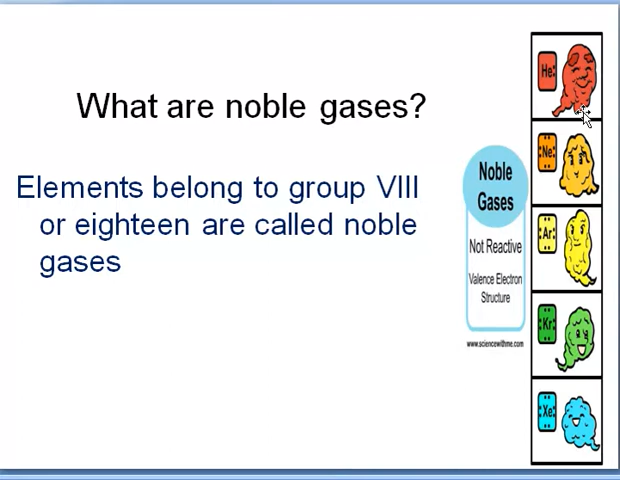 What are noble gases?
Elements belong to group VIII
or eighteen are called noble
gases
Noble
Gases
Not Reactive
Valence Electron
Structure
www.sciencewithme.com
He:
Ne
Ar
Kr
Xe